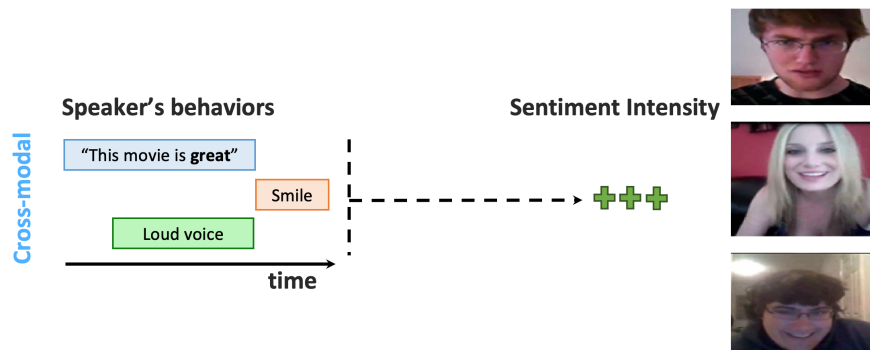 Speaker’s behaviors
Sentiment Intensity
Cross-modal
“This movie is great”
Smile
Loud voice
time